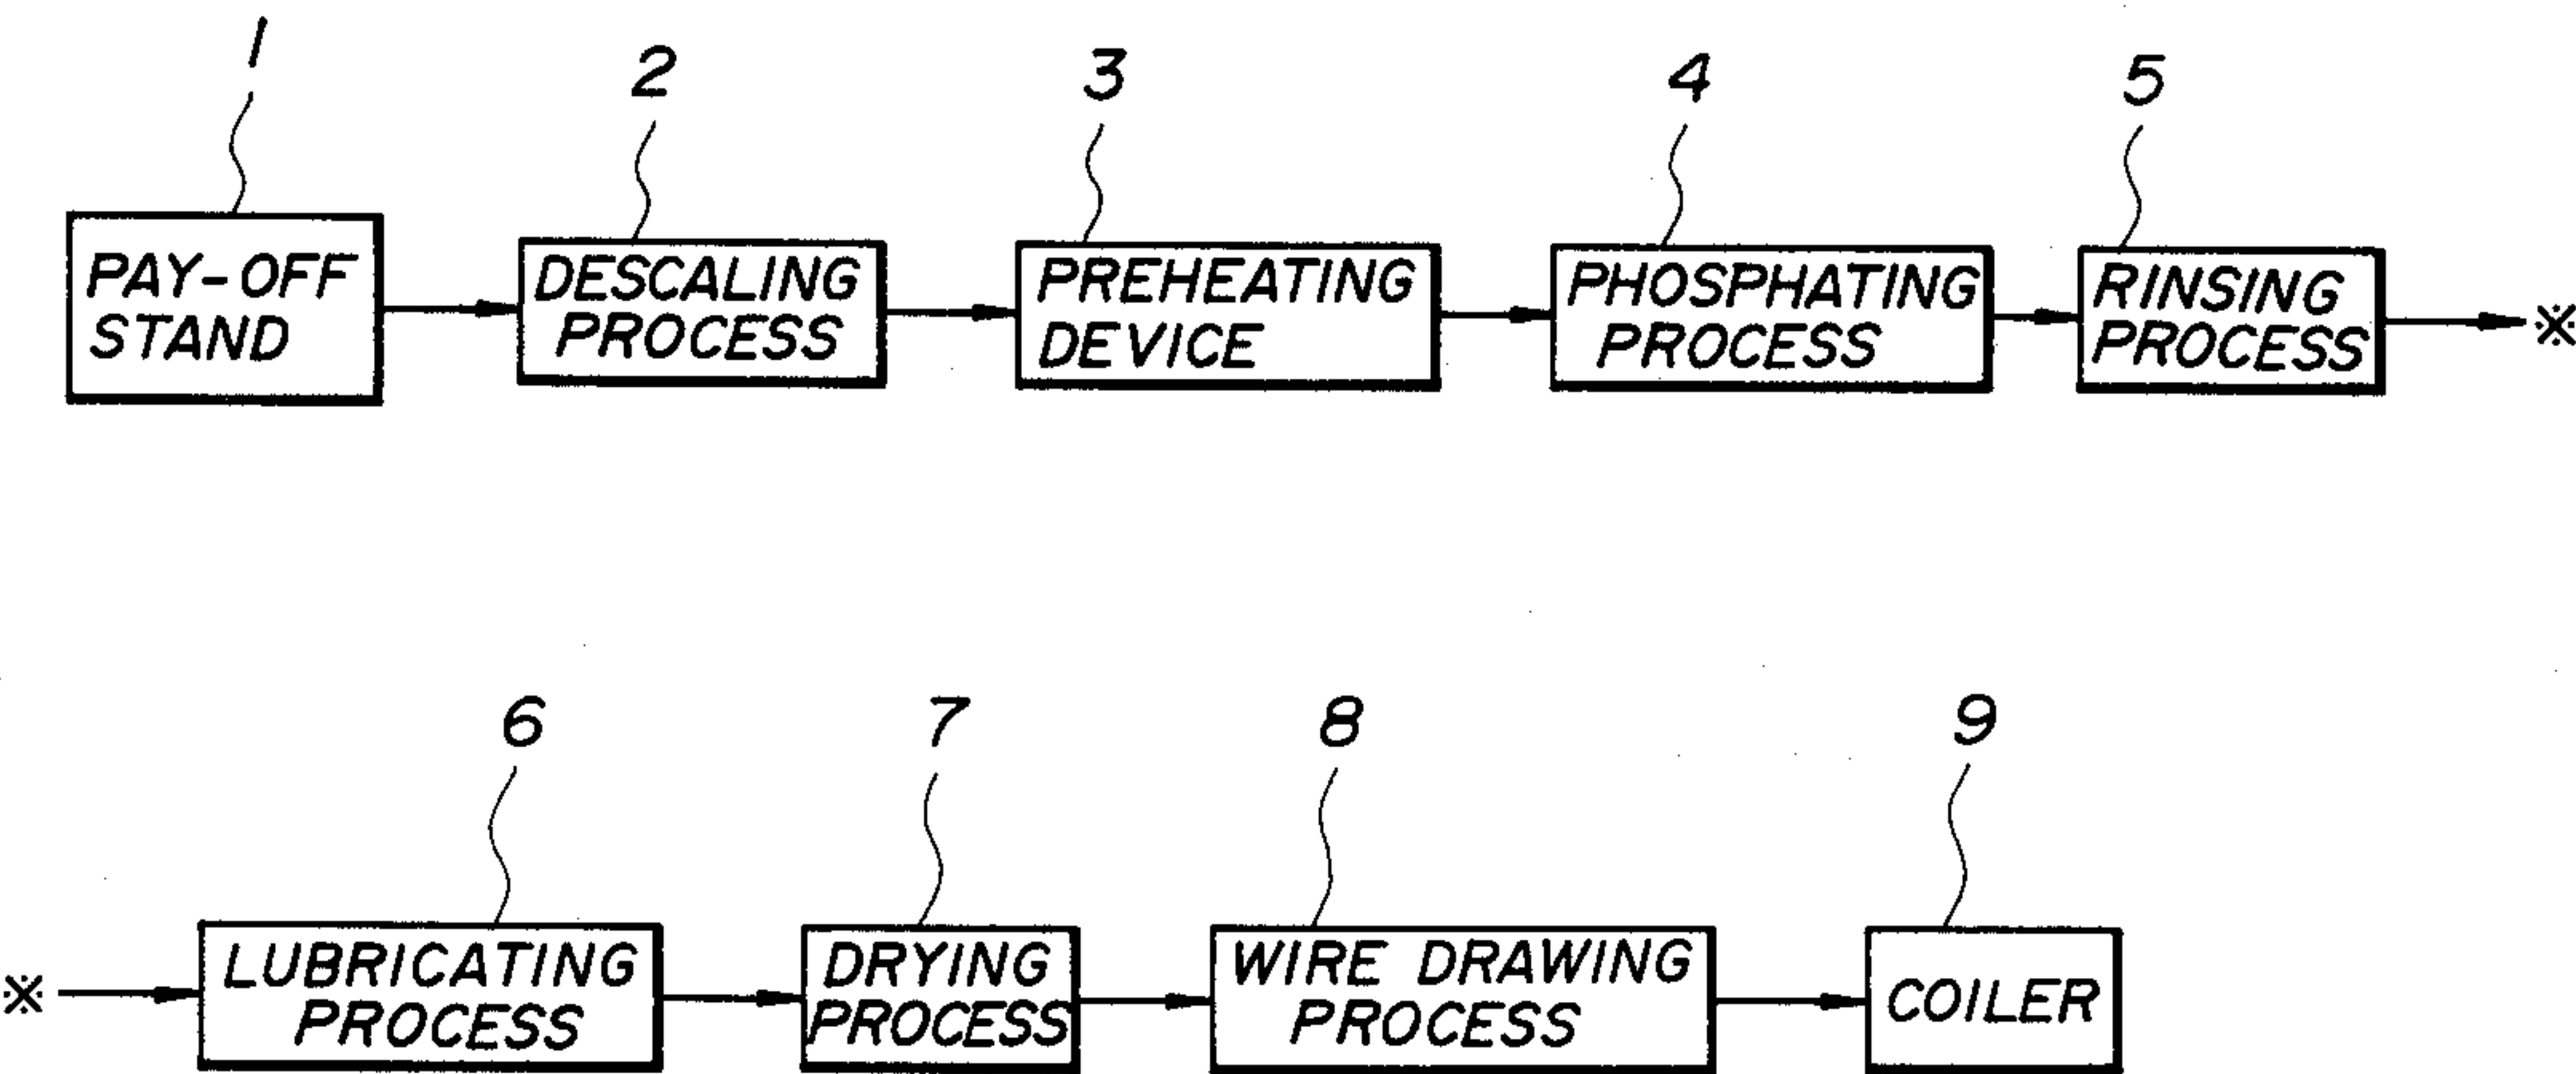 1
2
3
4
5
PAY-OFF
STAND
DESCALING
PROCESS
PREHEATING
DEVICE
PHOSPHATING
PROCESS
RINSING
PROCESS
※
6
7
8
9
※
LUBRICATING
PROCESS
DRYING
PROCESS
WIRE DRAWING
PROCESS
COILER